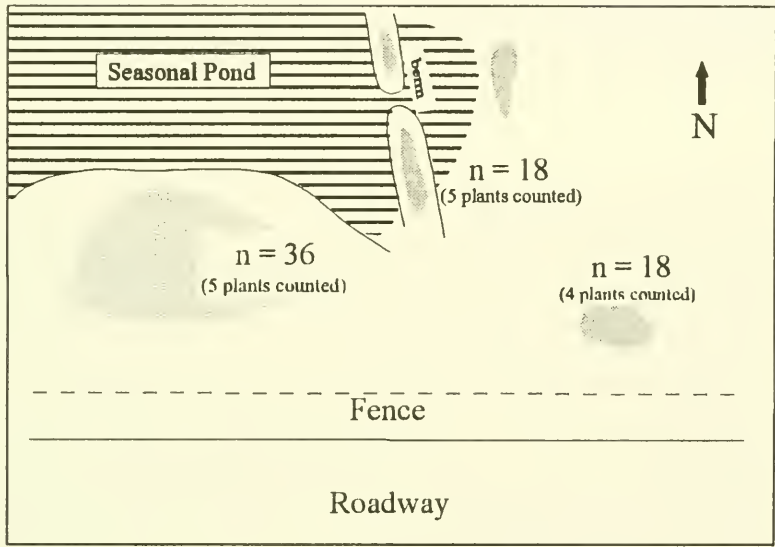 Seasonal Pond
berm
N
n = 18
(5 plants counted)
n = 36
(5 plants counted)
n = 18
(4 plants counted)
Fence
Roadway